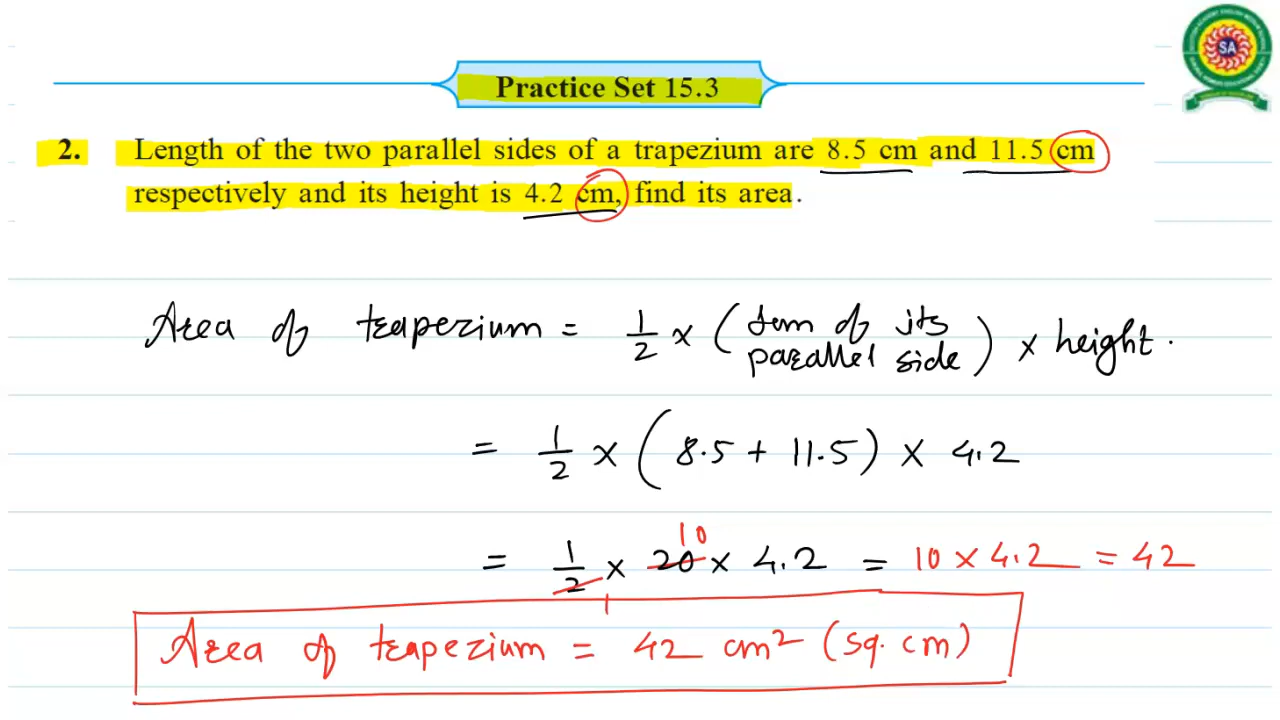 SA
Practice Set 15.3
2. Length of the two parallel sides of a trapezium are 8.5 cm and 11.5 cm
respectively and its height is 4.2 cm, find its area.
Area of trapezium = 1/2 × (sum of its parallel side) × height.
= 1/2 × (8.5 + 11.5) × 4.2
= 1/2 × 20 × 4.2 = 10 × 4.2 = 42
10
1
Area of trapezium = 42 cm² (sq. cm)